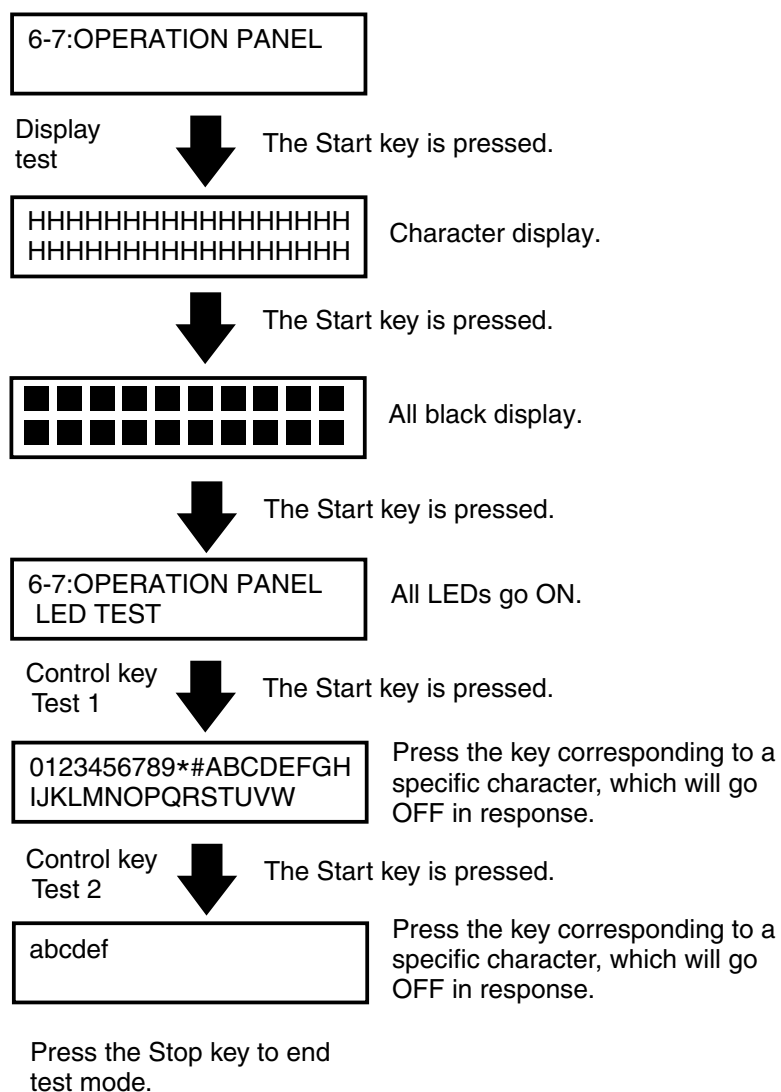 6-7:OPERATION PANEL
Display
test
The Start key is pressed.
HHHHHHHHHHHHHHHHH
HHHHHHHHHHHHHHHHH
Character display.
The Start key is pressed.
All black display.
The Start key is pressed.
6-7:OPERATION PANEL
LED TEST
All LEDs go ON.
Control key
Test 1
The Start key is pressed.
0123456789*#ABCDEFGH
IJKLMNOPQRSTUVW
Press the key corresponding to a
specific character, which will go
OFF in response.
Control key
Test 2
The Start key is pressed.
abcdef
Press the key corresponding to a
specific character, which will go
OFF in response.
Press the Stop key to end
test mode.